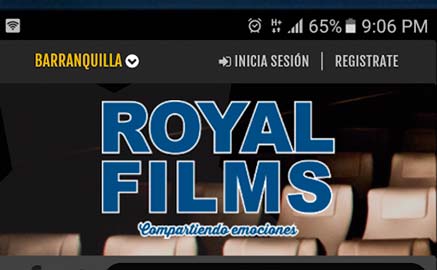 H+ 65% 9:06 PM
BARRANQUILLA INICIA SESIÓN | REGISTRATE
ROYAL
FILMS
Compartiendo emociones